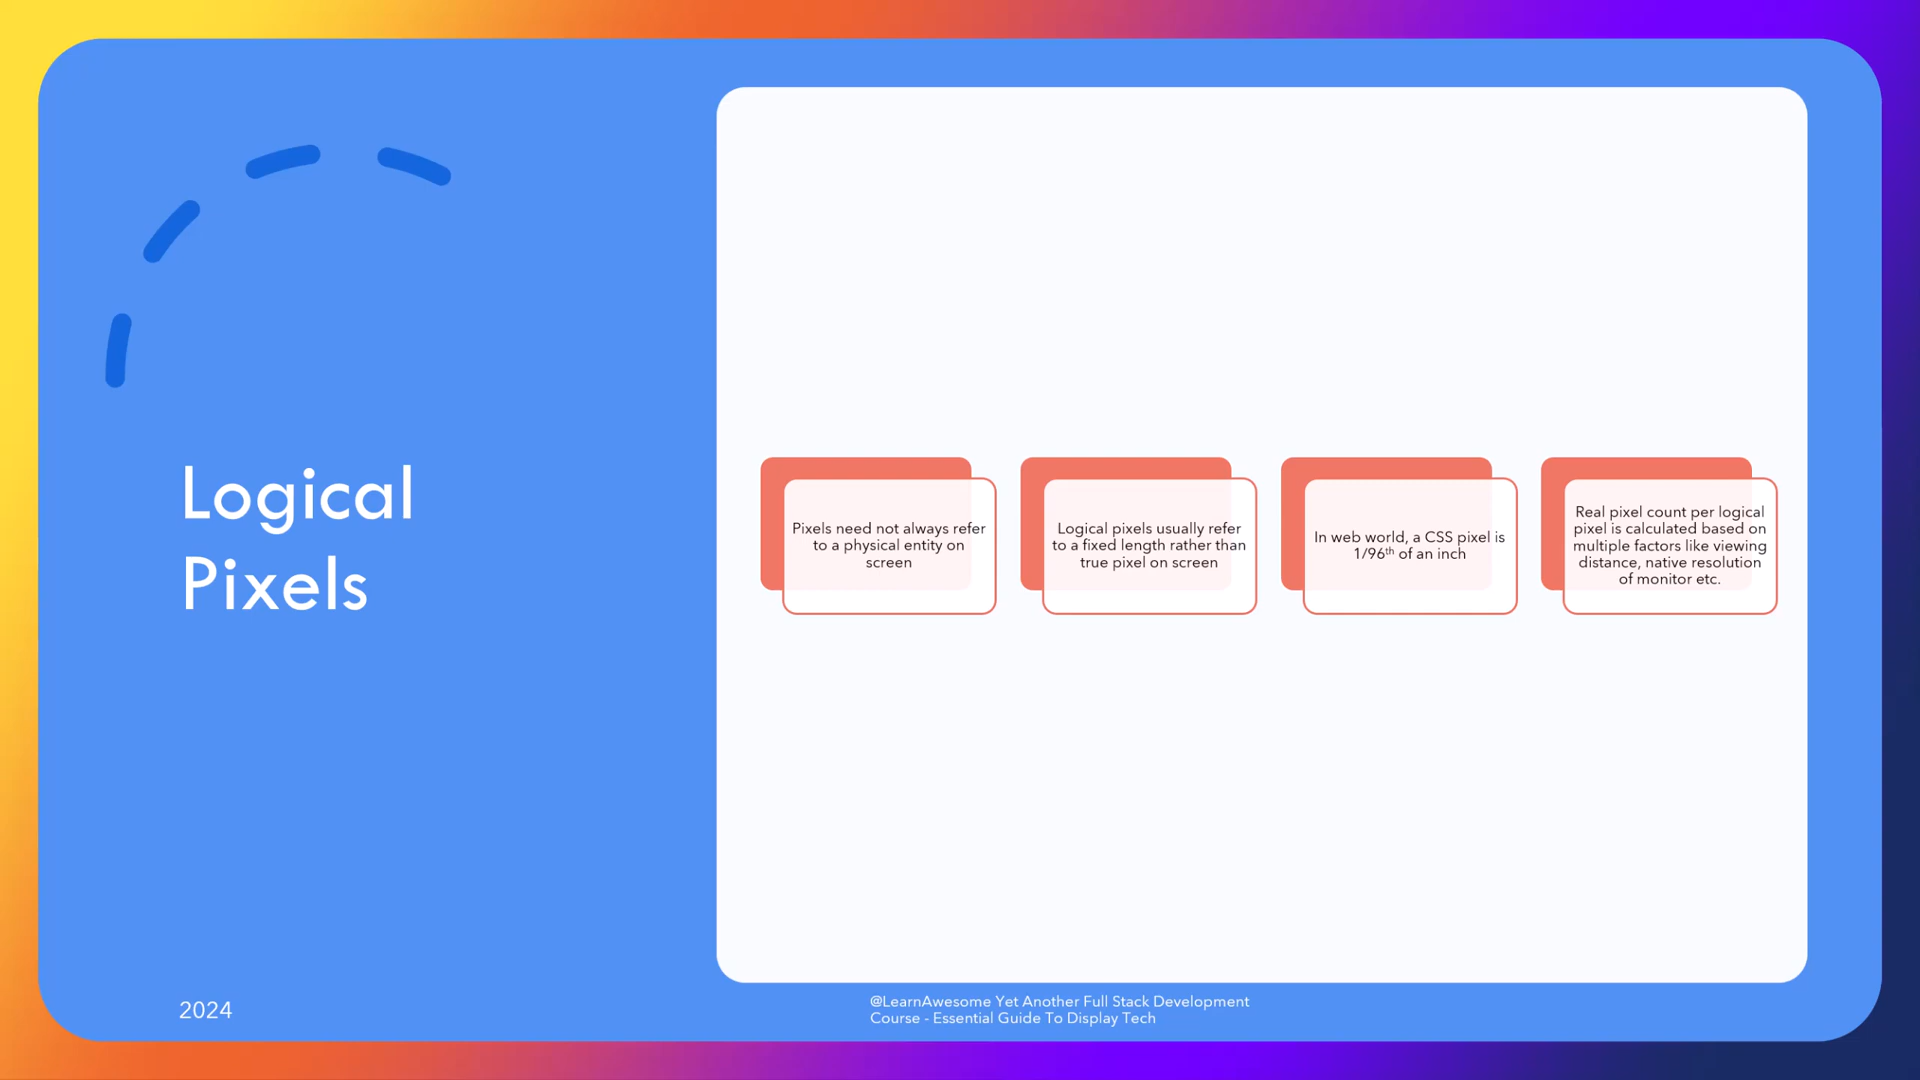 Logical
Pixels
Pixels need not always refer
to a physical entity on
screen
Logical pixels usually refer
to a fixed length rather than
true pixel on screen
In web world, a CSS pixel is
1/96th of an inch
Real pixel count per logical
pixel is calculated based on
multiple factors like viewing
distance, native resolution
of monitor etc.
2024
@LearnAwesome Yet Another Full Stack Development
Course - Essential Guide To Display Tech